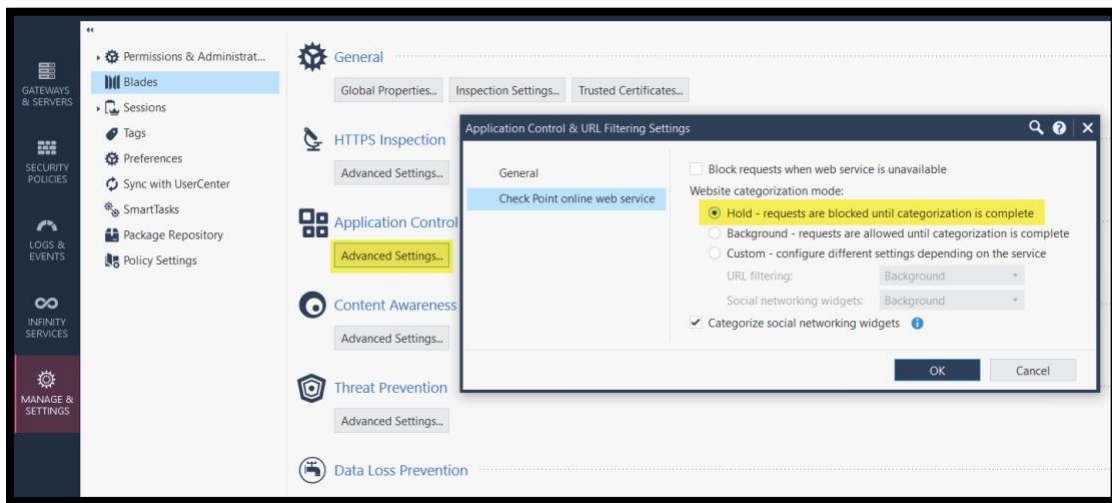 GATEWAYS
& SERVERS
SECURITY
POLICIES
LOGS &
EVENTS
INFINITY
SERVICES
MANAGE &
SETTINGS
Permissions & Administrat...
Blades
Sessions
Tags
Preferences
Sync with UserCenter
SmartTasks
Package Repository
Policy Settings
General
Global Properties... Inspection Settings... Trusted Certificates...
HTTPS Inspection
Advanced Settings...
Application Control
Advanced Settings...
Content Awareness
Advanced Settings...
Threat Prevention
Advanced Settings...
Data Loss Prevention
Application Control & URL Filtering Settings
General
Check Point online web service
Block requests when web service is unavailable
Website categorization mode:
Hold - requests are blocked until categorization is complete
Background - requests are allowed until categorization is complete
Custom - configure different settings depending on the service
URL filtering: Background
Social networking widgets: Background
Categorize social networking widgets
OK Cancel